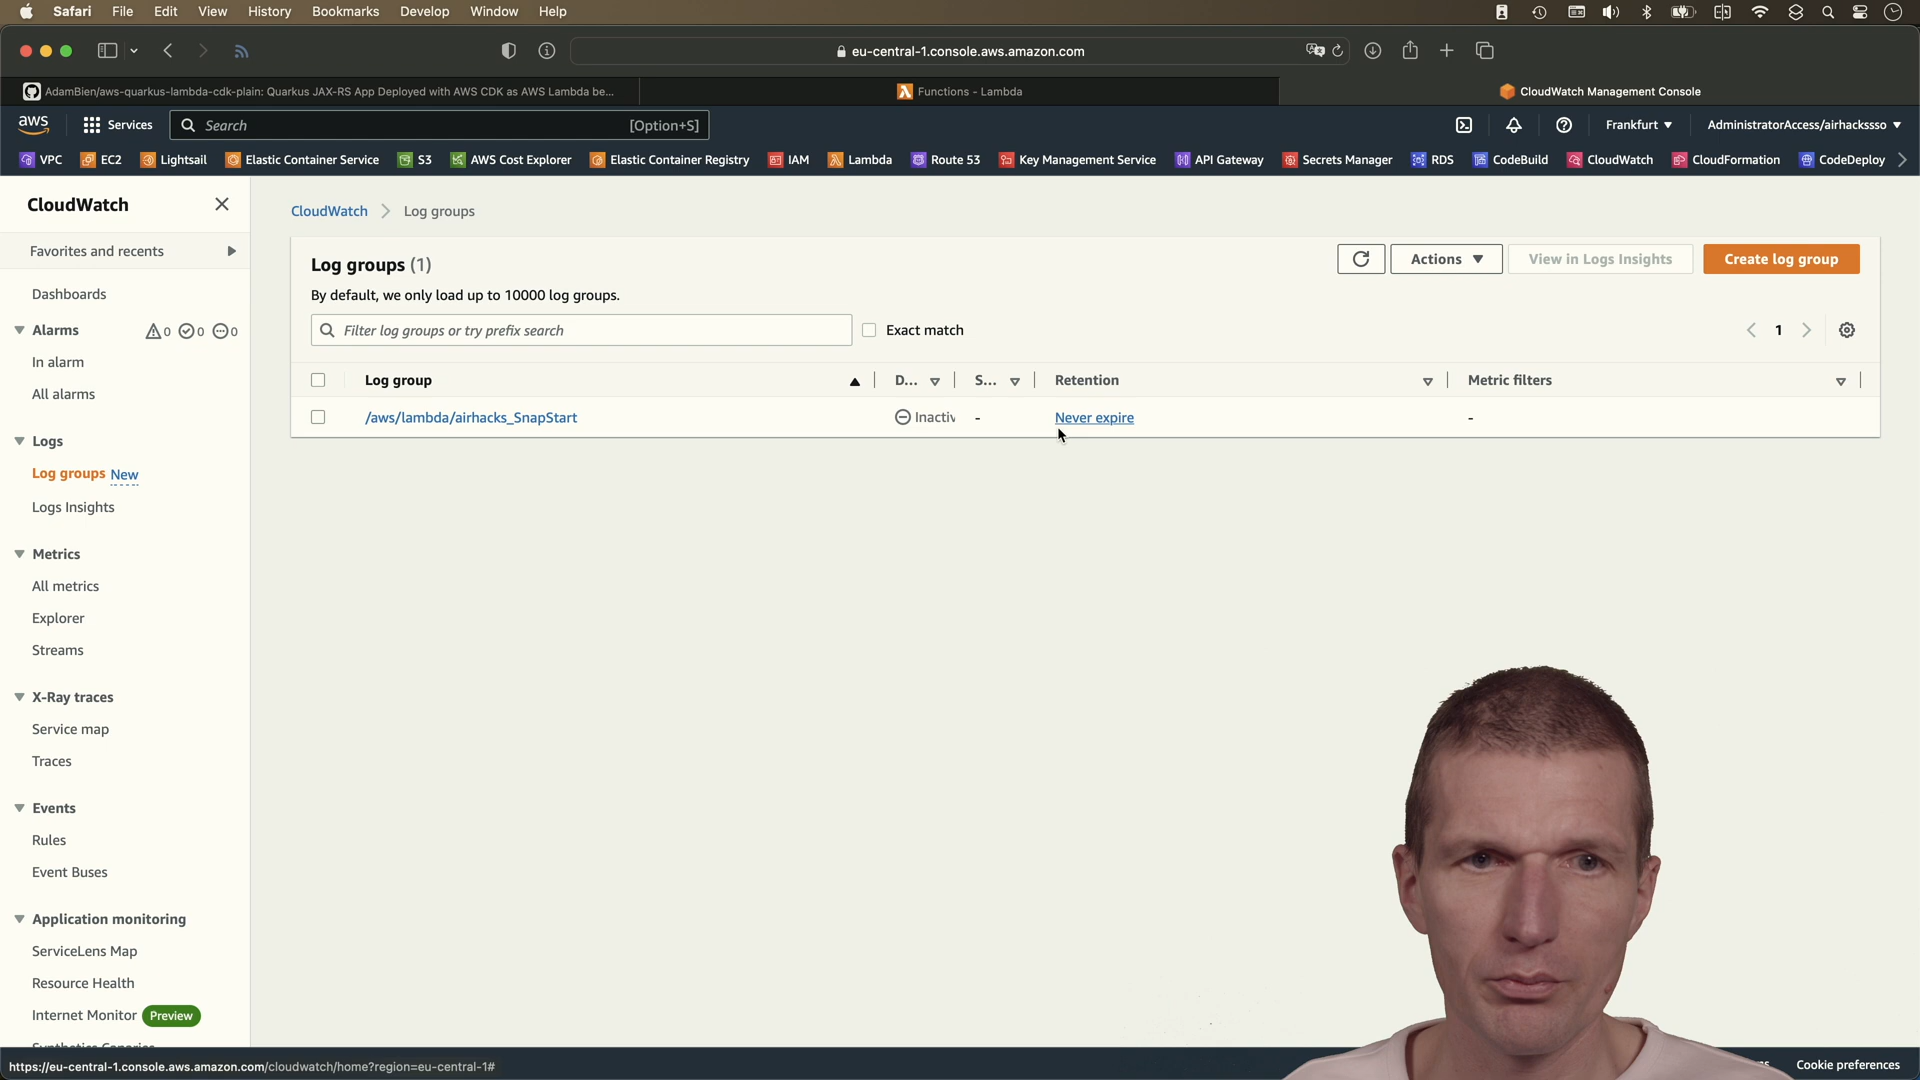 Safari File Edit View History Bookmarks Develop Window Help
eu-central-1.console.aws.amazon.com
AdamBien/aws-quarkus-lambda-cdk-plain: Quarkus JAX-RS App Deployed with AWS CDK as AWS Lambda be...
Functions - Lambda
CloudWatch Management Console
aws Services Search [Option+S] Frankfurt AdministratorAccess/airhackssso
VPC EC2 Lightsail Elastic Container Service S3 AWS Cost Explorer Elastic Container Registry IAM Lambda Route 53 Key Management Service API Gateway Secrets Manager RDS CodeBuild CloudWatch CloudFormation CodeDeploy
CloudWatch
Favorites and recents
Dashboards
Alarms 0 0 0
In alarm
All alarms
Logs
Log groups New
Logs Insights
Metrics
All metrics
Explorer
Streams
X-Ray traces
Service map
Traces
Events
Rules
Event Buses
Application monitoring
ServiceLens Map
Resource Health
Internet Monitor Preview
CloudWatch Log groups
Log groups (1)
Actions View in Logs Insights Create log group
By default, we only load up to 10000 log groups.
Filter log groups or try prefix search Exact match 1
Log group D... S... Retention Metric filters
/aws/lambda/airhacks_SnapStart Inactiv - Never expire -
https://eu-central-1.console.aws.amazon.com/cloudwatch/home?region=eu-central-1#
Cookie preferences